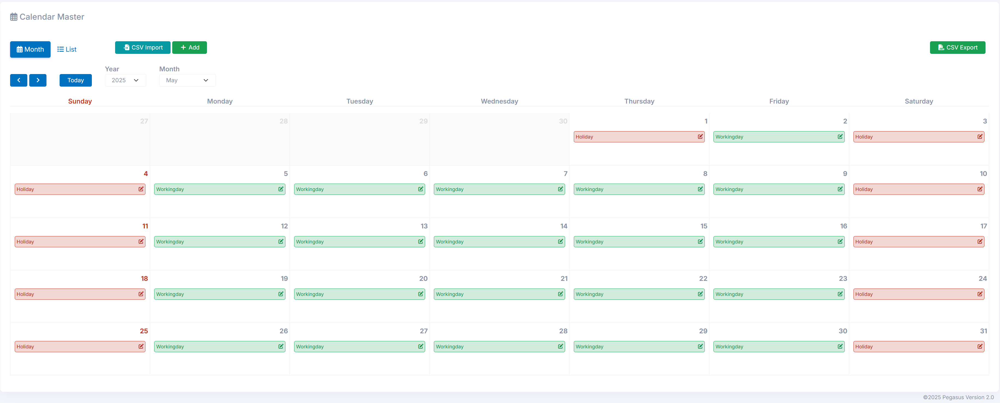 Calendar Master
Month List CSV Import Add CSV Export
Year Month
Today 2025 May
Sunday Monday Tuesday Wednesday Thursday Friday Saturday
27 28 29 30 1 2 3
Holiday Workingday Holiday
4 5 6 7 8 9 10
Holiday Workingday Workingday Workingday Workingday Workingday Holiday
11 12 13 14 15 16 17
Holiday Workingday Workingday Workingday Workingday Workingday Holiday
18 19 20 21 22 23 24
Holiday Workingday Workingday Workingday Workingday Workingday Holiday
25 26 27 28 29 30 31
Holiday Workingday Workingday Workingday Workingday Workingday Holiday
©2025 Pegasus Version 2.0